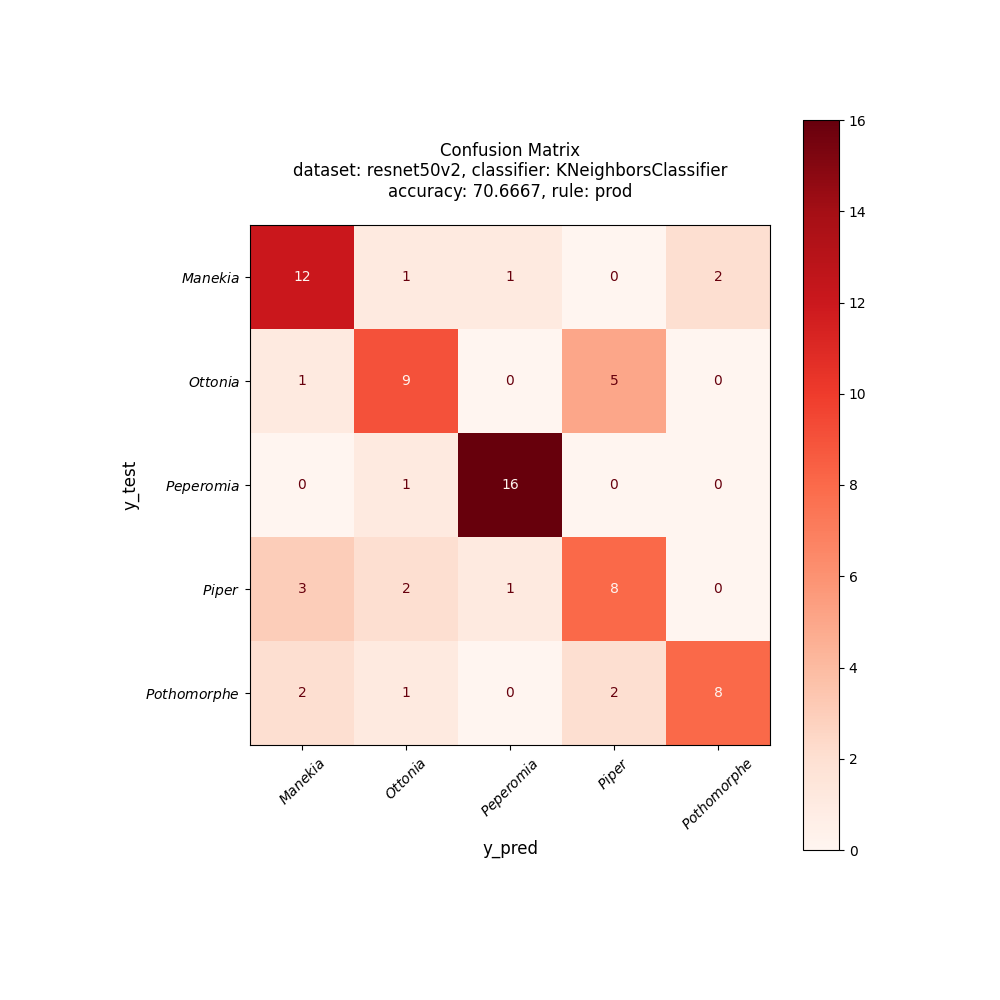 Confusion Matrix
dataset: resnet50v2, classifier: KNeighborsClassifier
accuracy: 70.6667, rule: prod
y_test
Manekia 12 1 1 0 2
Ottonia 1 9 0 5 0
Peperomia 0 1 16 0 0
Piper 3 2 1 8 0
Pothomorphe 2 1 0 2 8
Manekia Ottonia Peperomia Piper Pothomorphe
y_pred
16
14
12
10
8
6
4
2
0